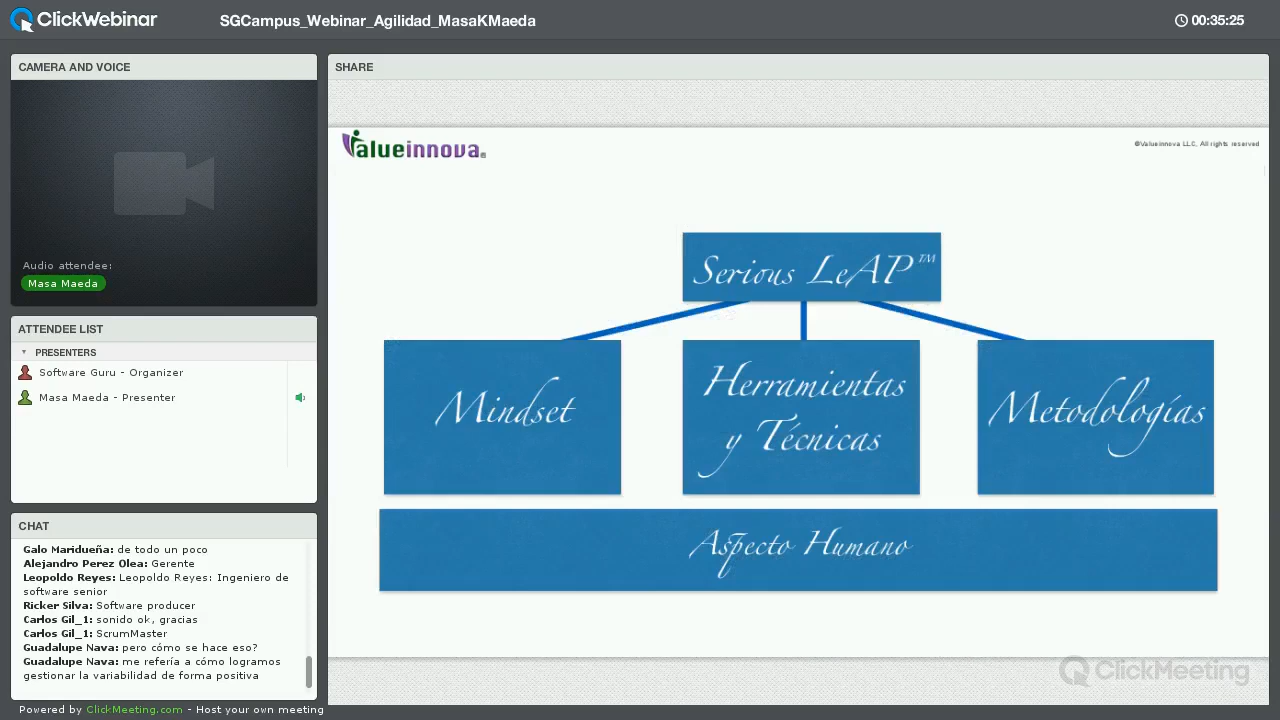 ClickWebinar
SGCampus_Webinar_Agilidad_MasaKMaeda
00:35:25
CAMERA AND VOICE
Audio attendee:
Masa Maeda
ATTENDEE LIST
PRESENTERS
Software Guru - Organizer
Masa Maeda - Presenter
CHAT
Galo Maridueña: de todo un poco
Alejandro Perez Olea: Gerente
Leopoldo Reyes: Leopoldo Reyes: Ingeniero de
software senior
Ricker Silva: Software producer
Carlos Gil_1: sonido ok, gracias
Carlos Gil_1: ScrumMaster
Guadalupe Nava: pero cómo se hace eso?
Guadalupe Nava: me refería a cómo logramos
gestionar la variabilidad de forma positiva
Powered by ClickMeeting.com - Host your own meeting
SHARE
Valueinnova®
©Valueinnova LLC, All rights reserved
Serious LeAP™
Mindset
Herramientas
y Técnicas
Metodologías
Aspecto Humano
ClickMeeting